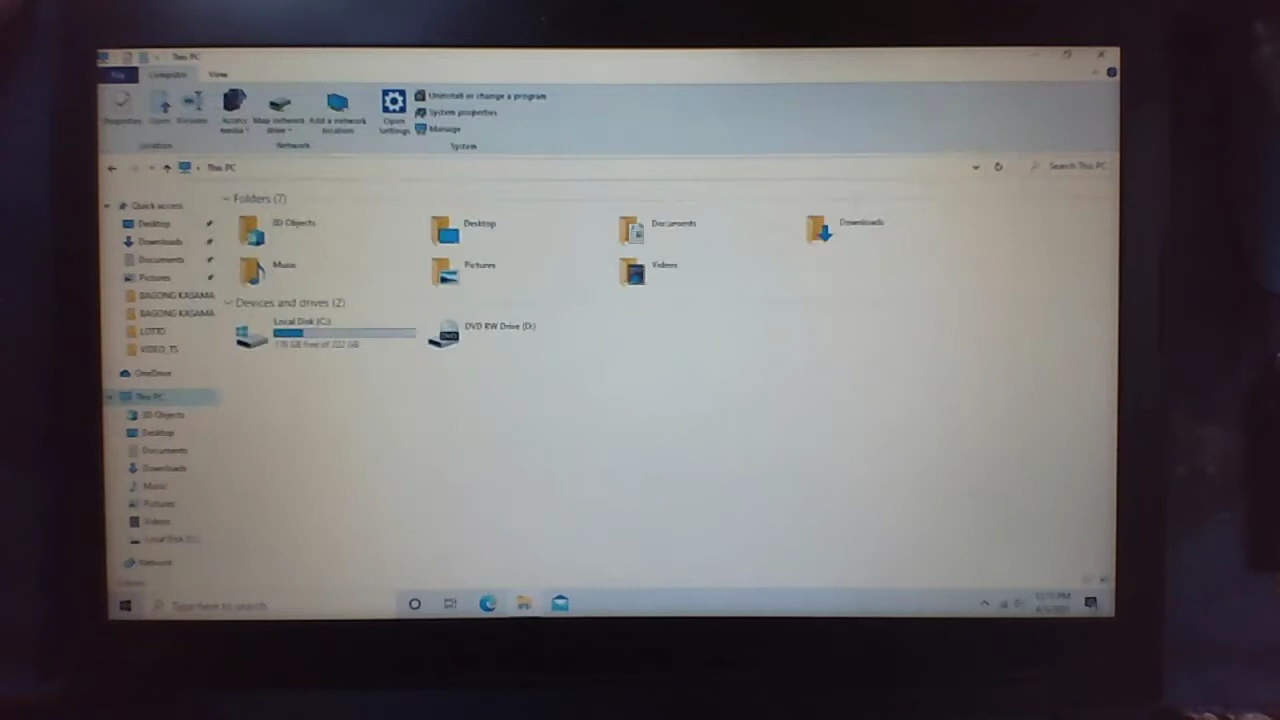 This PC
File Computer View
Properties Open Rename Access media Map network drive Add a network location Open Settings Uninstall or change a program
System properties
Manage
Location Network System
This PC Search This PC
Quick access
Desktop
Downloads
Documents
Pictures
BAGONG KASAMA
BAGONG KASAMA
LOTTO
VIDEO_TS
OneDrive
This PC
3D Objects
Desktop
Documents
Downloads
Music
Pictures
Videos
Local Disk (C:)
Network
Folders (7)
3D Objects Desktop Documents Downloads
Music Pictures Videos
Devices and drives (2)
Local Disk (C:) DVD RW Drive (D:)
DVD
GB free of 222 GB
Type here to search
PM